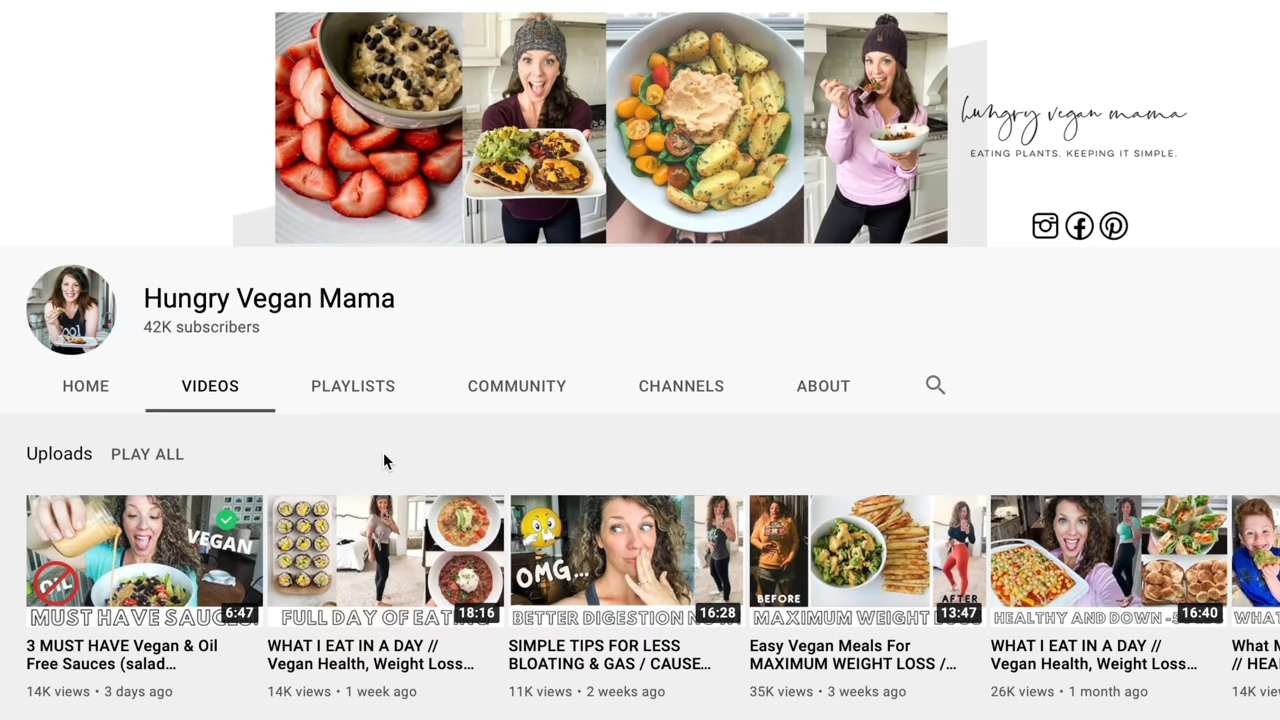 hungry vegan mama
EATING PLANTS. KEEPING IT SIMPLE.
Hungry Vegan Mama
42K subscribers
HOME VIDEOS PLAYLISTS COMMUNITY CHANNELS ABOUT
Uploads PLAY ALL
VEGAN
OIL
MUST HAVE
6:47
FULL DAY OF
18:16
OMG...
BETTER DIGESTION
16:28
BEFORE
AFTER
MAXIMUM WEIGHT
13:47
HEALTHY AND DOWN
16:40
3 MUST HAVE Vegan & Oil
Free Sauces (salad...
14K views • 3 days ago
WHAT I EAT IN A DAY //
Vegan Health, Weight Loss...
14K views • 1 week ago
SIMPLE TIPS FOR LESS
BLOATING & GAS / CAUSE...
11K views • 2 weeks ago
Easy Vegan Meals For
MAXIMUM WEIGHT LOSS /...
35K views • 3 weeks ago
WHAT I EAT IN A DAY //
Vegan Health, Weight Loss...
26K views • 1 month ago
What
// 
14K